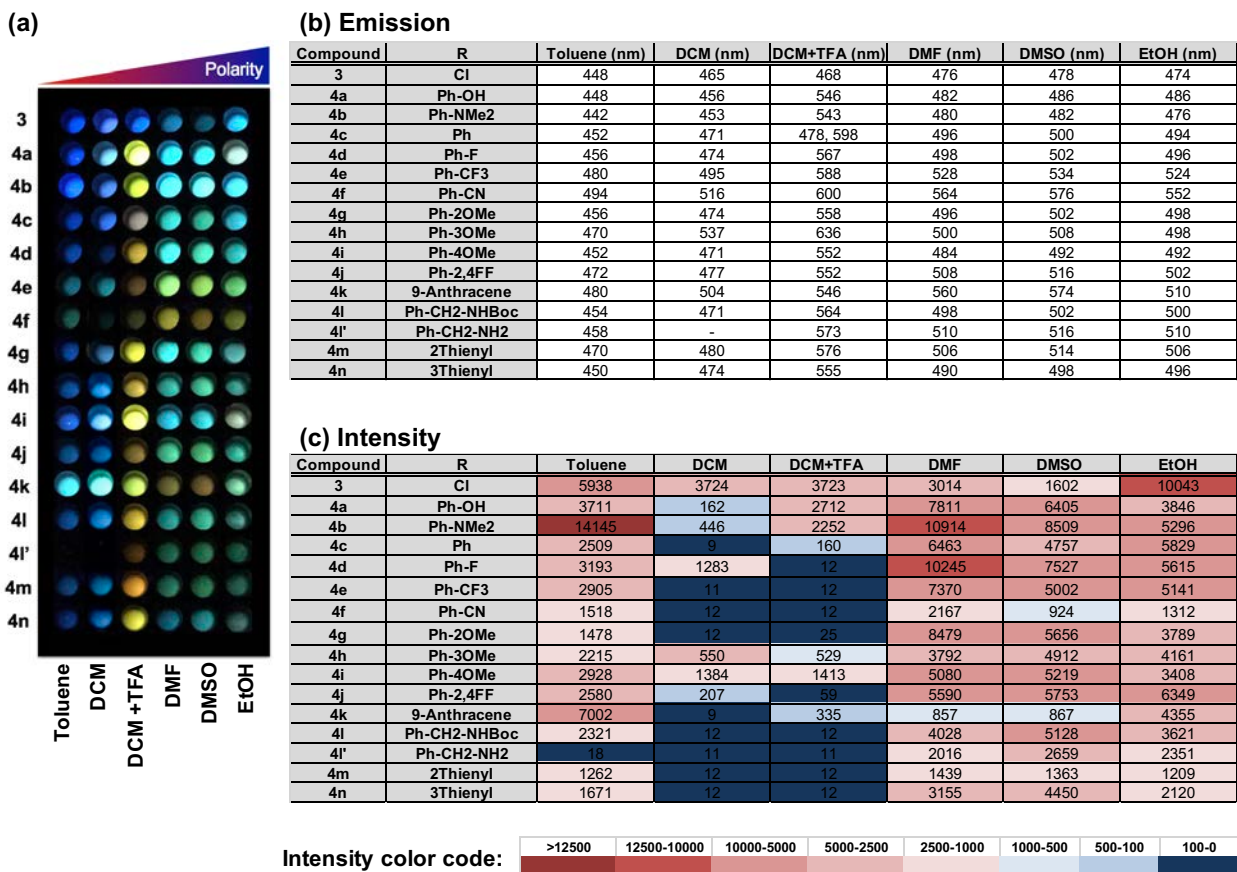 (a)
Polarity
3
4a
4b
4c
4d
4e
4f
4g
4h
4i
4j
4k
4l
4l’
4m
4n
Toluene
DCM
DCM +TFA
DMF
DMSO
EtOH
(b) Emission
Compound R Toluene (nm) DCM (nm) DCM+TFA (nm) DMF (nm) DMSO (nm) EtOH (nm)
3 Cl 448 465 468 476 478 474
4a Ph-OH 448 456 546 482 486 486
4b Ph-NMe2 442 453 543 480 482 476
4c Ph 452 471 478, 598 496 500 494
4d Ph-F 456 474 567 498 502 496
4e Ph-CF3 480 495 588 528 534 524
4f Ph-CN 494 516 600 564 576 552
4g Ph-2OMe 456 474 558 496 502 498
4h Ph-3OMe 470 537 636 500 508 498
4i Ph-4OMe 452 471 552 484 492 492
4j Ph-2,4FF 472 477 552 508 516 502
4k 9-Anthracene 480 504 546 560 574 510
4l Ph-CH2-NHBoc 454 471 564 498 502 500
4l' Ph-CH2-NH2 458 - 573 510 516 510
4m 2Thienyl 470 480 576 506 514 506
4n 3Thienyl 450 474 555 490 498 496
(c) Intensity
Compound R Toluene DCM DCM+TFA DMF DMSO EtOH
3 Cl 5938 3724 3723 3014 1602 10043
4a Ph-OH 3711 162 2712 7811 6405 3846
4b Ph-NMe2 14145 446 2252 10914 8509 5296
4c Ph 2509 9 160 6463 4757 5829
4d Ph-F 3193 1283 12 10245 7527 5615
4e Ph-CF3 2905 11 12 7370 5002 5141
4f Ph-CN 1518 12 12 2167 924 1312
4g Ph-2OMe 1478 12 25 8479 5656 3789
4h Ph-3OMe 2215 550 529 3792 4912 4161
4i Ph-4OMe 2928 1384 1413 5080 5219 3408
4j Ph-2,4FF 2580 207 59 5590 5753 6349
4k 9-Anthracene 7002 9 335 857 867 4355
4l Ph-CH2-NHBoc 2321 12 12 4028 5128 3621
4l' Ph-CH2-NH2 18 11 11 2016 2659 2351
4m 2Thienyl 1262 12 12 1439 1363 1209
4n 3Thienyl 1671 12 12 3155 4450 2120
Intensity color code: >12500 12500-10000 10000-5000 5000-2500 2500-1000 1000-500 500-100 100-0